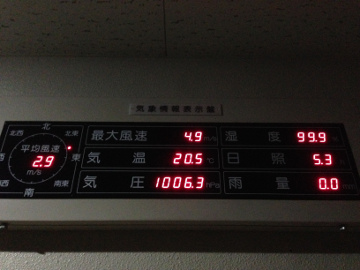 気象情報表示盤
北
北西 北東
平均風速
西 2.9 東
m/s
南西 南東
南
最大風速 4.9 m/s
気温 20.5 ℃
気圧 1006.3 hPa
湿度 99.9 %
日照 5.3
雨量 0.0